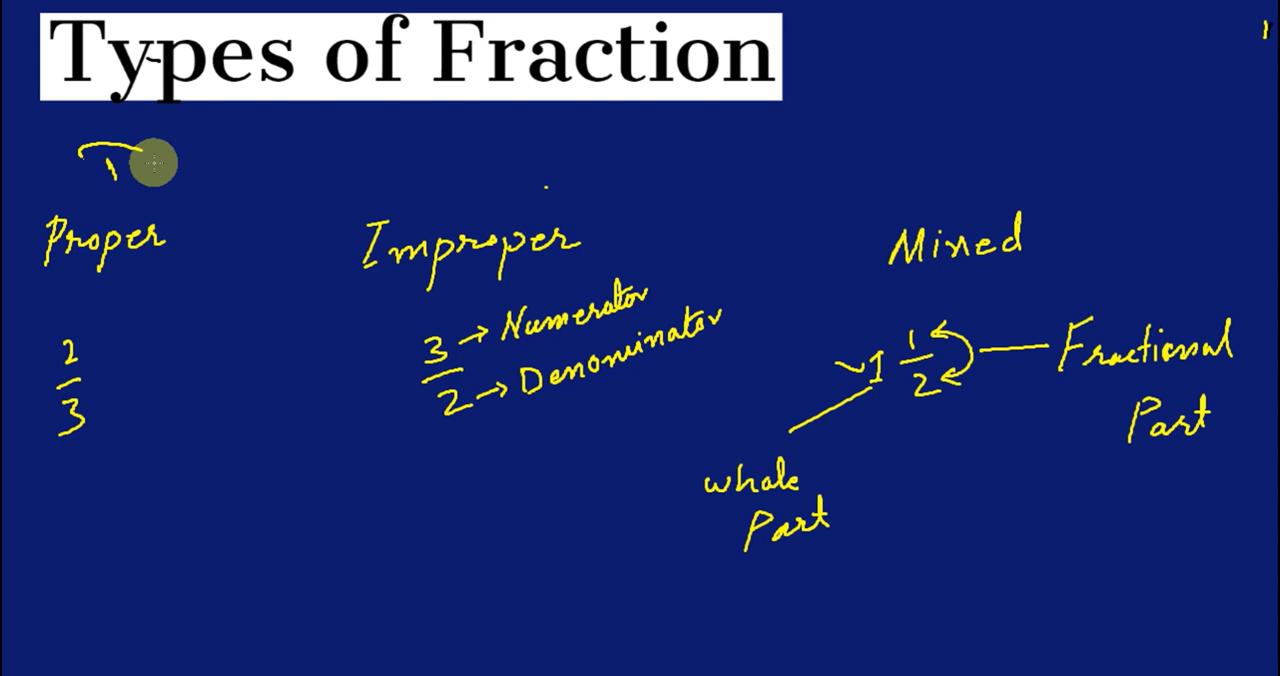 Types of Fraction
Proper
Improper
Mixed
2
3
3 → Numerator
2 → Denominator
1 1
2
Fractional
Part
whole
Part